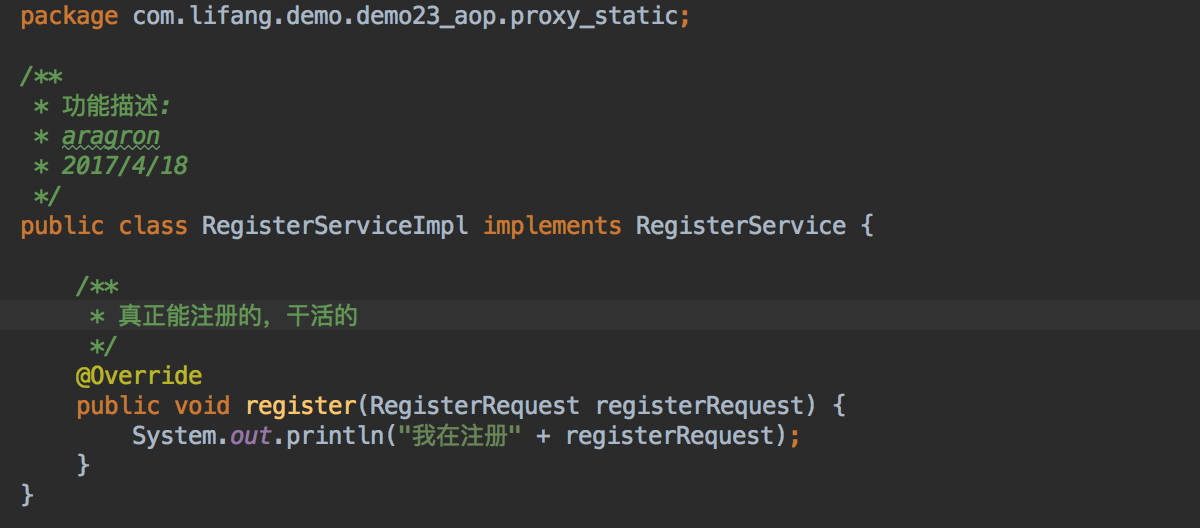 package com.lifang.demo.demo23_aop.proxy_static;
/**
* 功能描述:
* aragron
* 2017/4/18
*/
public class RegisterServiceImpl implements RegisterService {
/**
* 真正能注册的，干活的
*/
@Override
public void register(RegisterRequest registerRequest) {
System.out.println("我在注册" + registerRequest);
}
}